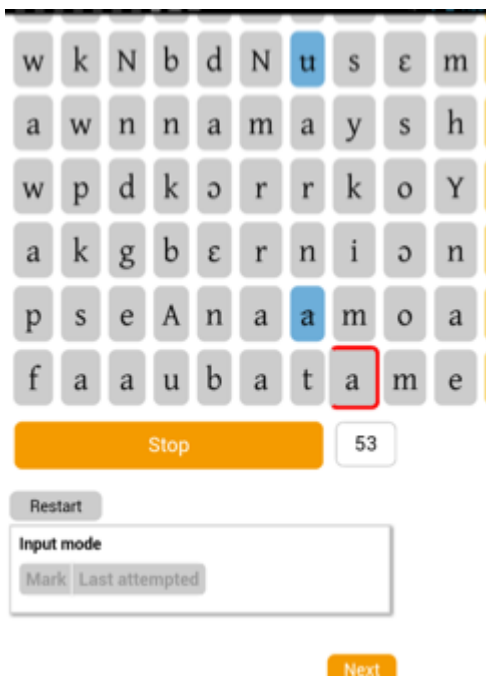 w k N b d N u s ɛ m
a w n n a m a y s h
w p d k ɔ r r k o Y
a k g b ɛ r n i ɔ n
p s e A n a a m o a
f a a u b a t a m e
Stop 53
Restart
Input mode
Mark Last attempted
Next